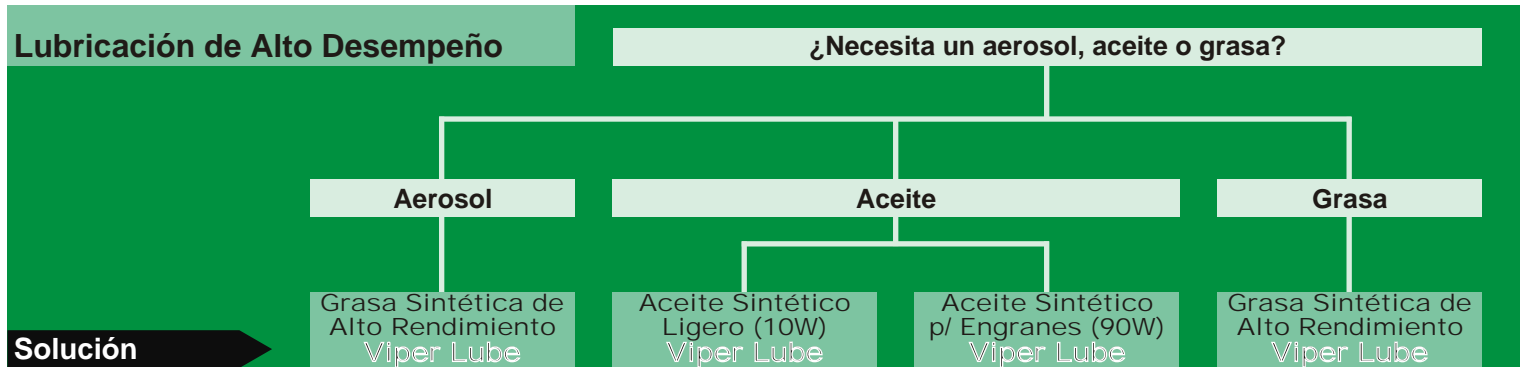 Lubricación de Alto Desempeño
¿Necesita un aerosol, aceite o grasa?
Aerosol
Aceite
Grasa
Grasa Sintética de
Alto Rendimiento
Viper Lube
Aceite Sintético
Ligero (10W)
Viper Lube
Aceite Sintético
p/ Engranes (90W)
Viper Lube
Grasa Sintética de
Alto Rendimiento
Viper Lube
Solución